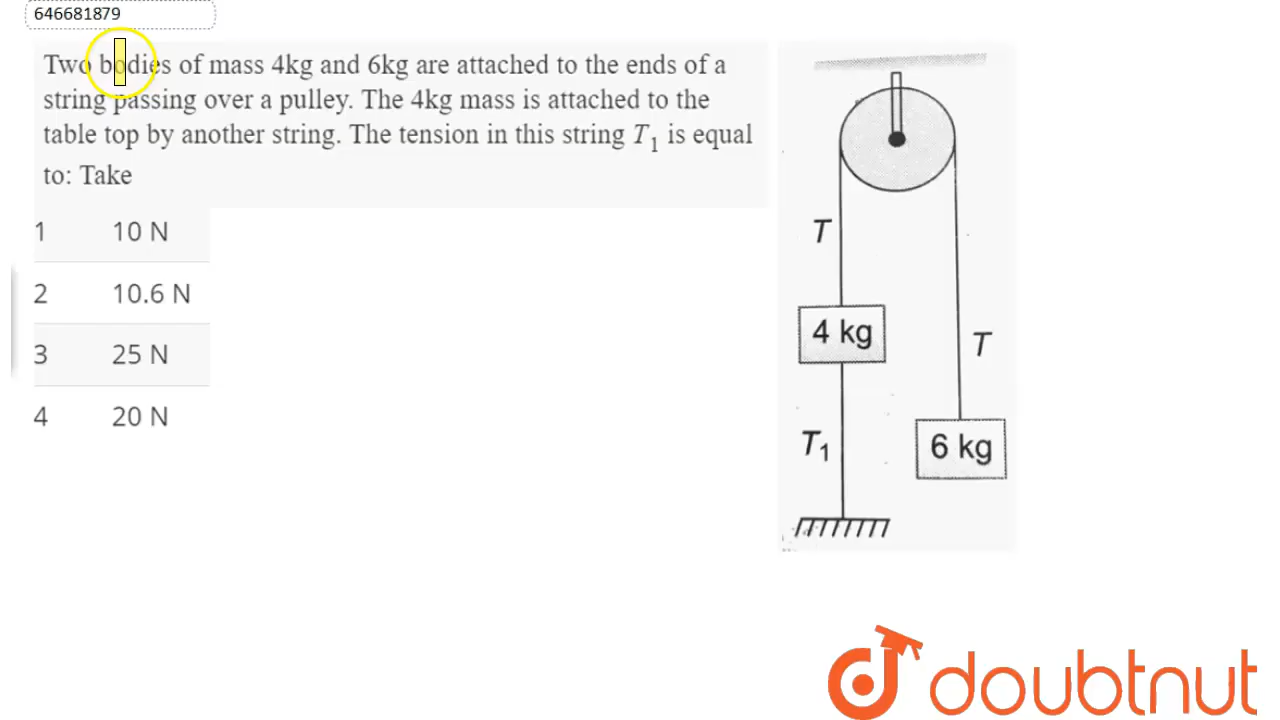 646681879
Two bodies of mass 4kg and 6kg are attached to the ends of a
string passing over a pulley. The 4kg mass is attached to the
table top by another string. The tension in this string T₁ is equal
to: Take
1 10 N
2 10.6 N
3 25 N
4 20 N
T
4 kg
T
T₁
6 kg
doubtnut